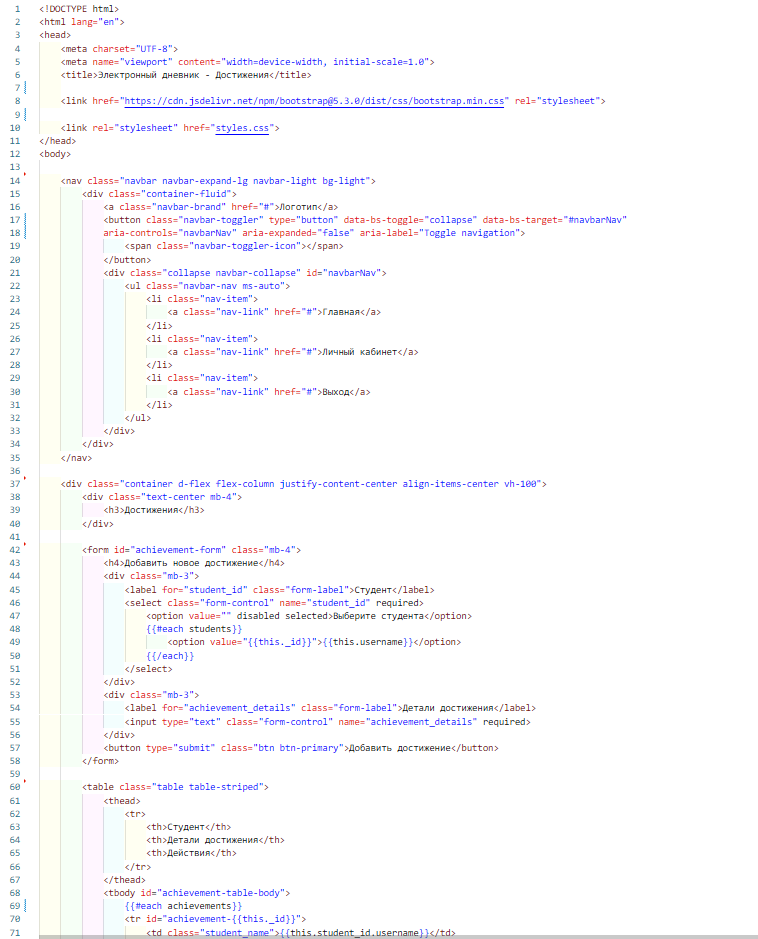 1 <!DOCTYPE html>
2 <html lang="en">
3 <head>
4 <meta charset="UTF-8">
5 <meta name="viewport" content="width=device-width, initial-scale=1.0">
6 <title>Электронный дневник - Достижения</title>
7
8 <link href="https://cdn.jsdelivr.net/npm/bootstrap@5.3.0/dist/css/bootstrap.min.css" rel="stylesheet">
9
10 <link rel="stylesheet" href="styles.css">
11 </head>
12 <body>
13
14 <nav class="navbar navbar-expand-lg navbar-light bg-light">
15 <div class="container-fluid">
16 <a class="navbar-brand" href="#">Логотип</a>
17 <button class="navbar-toggler" type="button" data-bs-toggle="collapse" data-bs-target="#navbarNav"
18 aria-controls="navbarNav" aria-expanded="false" aria-label="Toggle navigation">
19 <span class="navbar-toggler-icon"></span>
20 </button>
21 <div class="collapse navbar-collapse" id="navbarNav">
22 <ul class="navbar-nav ms-auto">
23 <li class="nav-item">
24 <a class="nav-link" href="#">Главная</a>
25 </li>
26 <li class="nav-item">
27 <a class="nav-link" href="#">Личный кабинет</a>
28 </li>
29 <li class="nav-item">
30 <a class="nav-link" href="#">Выход</a>
31 </li>
32 </ul>
33 </div>
34 </div>
35 </nav>
36
37 <div class="container d-flex flex-column justify-content-center align-items-center vh-100">
38 <div class="text-center mb-4">
39 <h3>Достижения</h3>
40 </div>
41
42 <form id="achievement-form" class="mb-4">
43 <h4>Добавить новое достижение</h4>
44 <div class="mb-3">
45 <label for="student_id" class="form-label">Студент</label>
46 <select class="form-control" name="student_id" required>
47 <option value="" disabled selected>Выберите студента</option>
48 {{#each students}}
49 <option value="{{this._id}}">{{this.username}}</option>
50 {{/each}}
51 </select>
52 </div>
53 <div class="mb-3">
54 <label for="achievement_details" class="form-label">Детали достижения</label>
55 <input type="text" class="form-control" name="achievement_details" required>
56 </div>
57 <button type="submit" class="btn btn-primary">Добавить достижение</button>
58 </form>
59
60 <table class="table table-striped">
61 <thead>
62 <tr>
63 <th>Студент</th>
64 <th>Детали достижения</th>
65 <th>Действия</th>
66 </tr>
67 </thead>
68 <tbody id="achievement-table-body">
69 {{#each achievements}}
70 <tr id="achievement-{{this._id}}">
71 <td class="student_name">{{this.student_id.username}}</td>